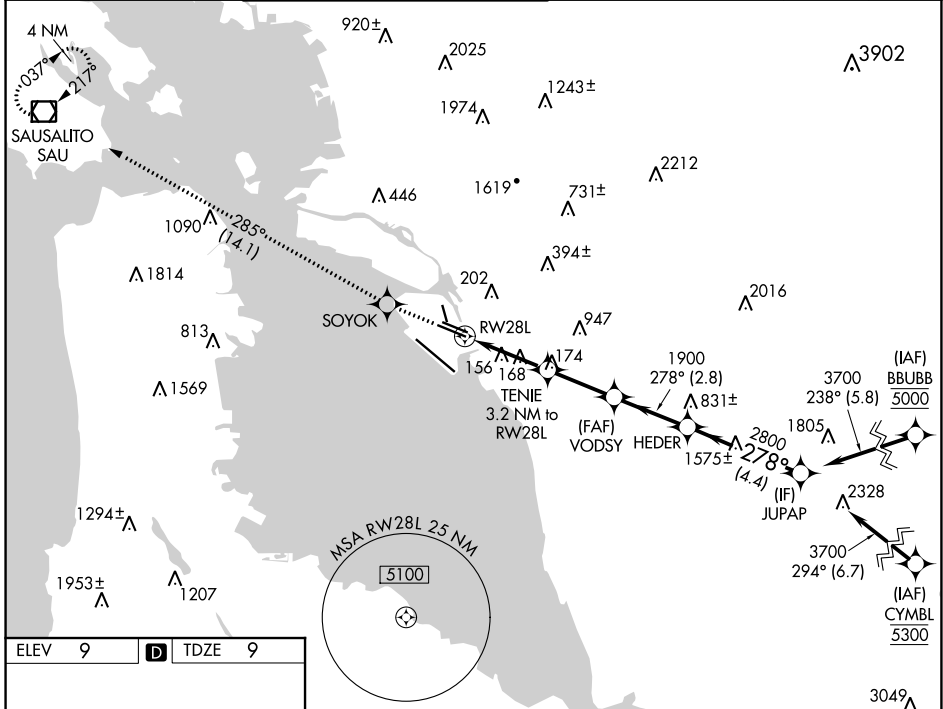 4 NM
037°
217°
SAUSALITO
SAU
920±
2025
1974
1243±
3902
2212
1619
731±
446
394±
1090
285°
(14.1)
1814
202
2016
SOYOK
RW28L
947
813
156
168
174
1569
TENIE
3.2 NM to
RW28L
1900
278° (2.8)
(FAF)
VODSY
831±
HEDER
1575±
2800
278°
(4.4)
1805
3700
238° (5.8)
(IAF)
BBUBB
5000
(IF)
JUPAP
2328
3700
294° (6.7)
(IAF)
CYMBL
5300
1294±
1953±
1207
MSA RW28L 25 NM
5100
3049
ELEV 9 D TDZE 9